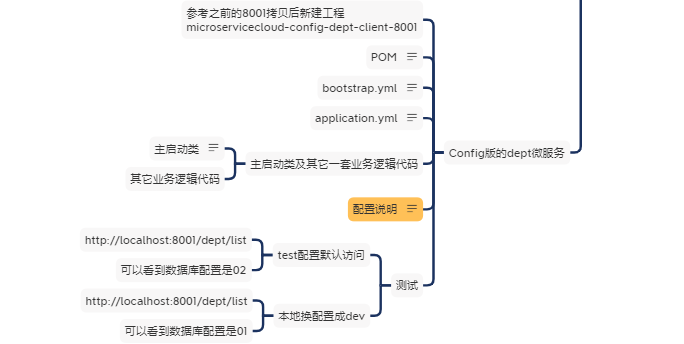 参考之前的8001拷贝后新建工程
microservicecloud-config-dept-client-8001
POM
bootstrap.yml
application.yml
主启动类
其它业务逻辑代码
主启动类及其它一套业务逻辑代码
Config版的dept微服务
配置说明
http://localhost:8001/dept/list
可以看到数据库配置是02
test配置默认访问
http://localhost:8001/dept/list
可以看到数据库配置是01
本地换配置成dev
测试